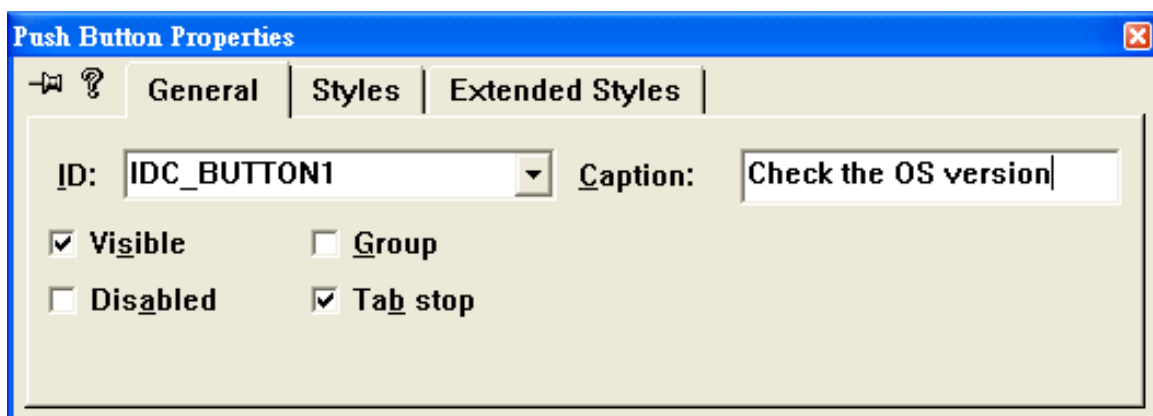 Push Button Properties
? General Styles Extended Styles
ID: IDC_BUTTON1 Caption: Check the OS version
Visible Group
Disabled Tab stop